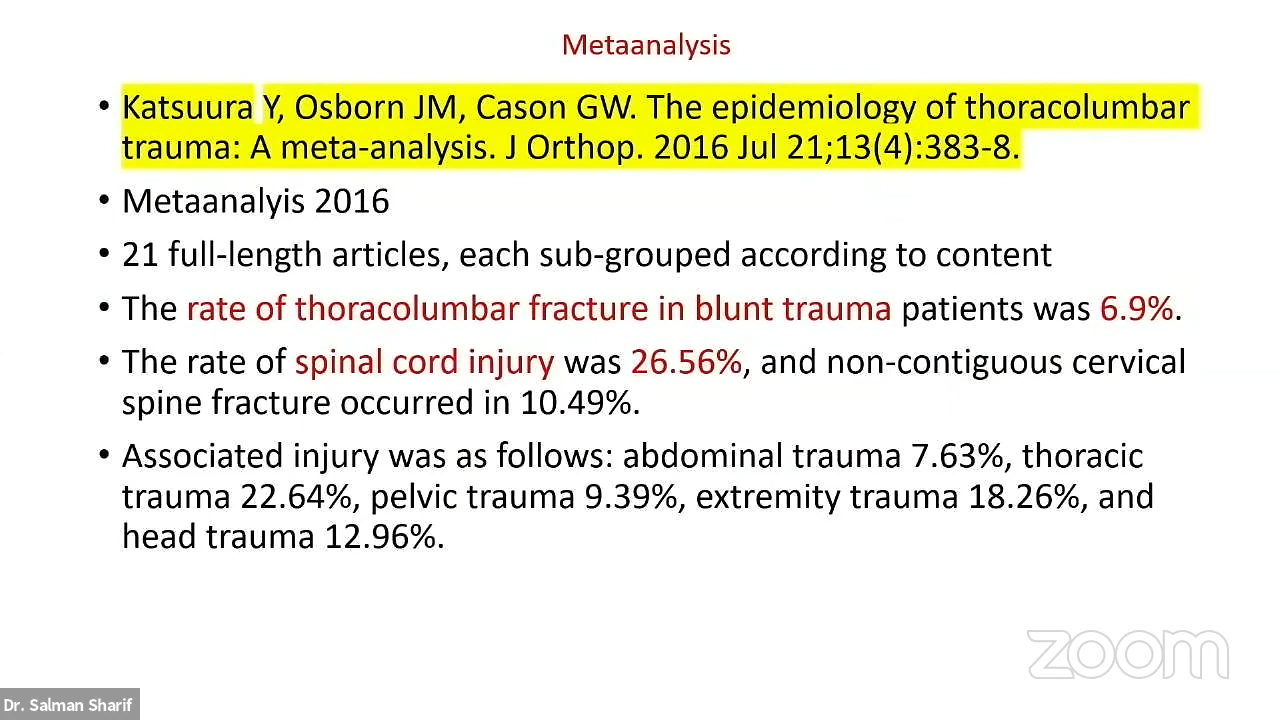 Metaanalysis
• Katsuura Y, Osborn JM, Cason GW. The epidemiology of thoracolumbar
trauma: A meta-analysis. J Orthop. 2016 Jul 21;13(4):383-8.
• Metaanalyis 2016
• 21 full-length articles, each sub-grouped according to content
• The rate of thoracolumbar fracture in blunt trauma patients was 6.9%.
• The rate of spinal cord injury was 26.56%, and non-contiguous cervical
spine fracture occurred in 10.49%.
• Associated injury was as follows: abdominal trauma 7.63%, thoracic
trauma 22.64%, pelvic trauma 9.39%, extremity trauma 18.26%, and
head trauma 12.96%.
zoom
Dr. Salman Sharif